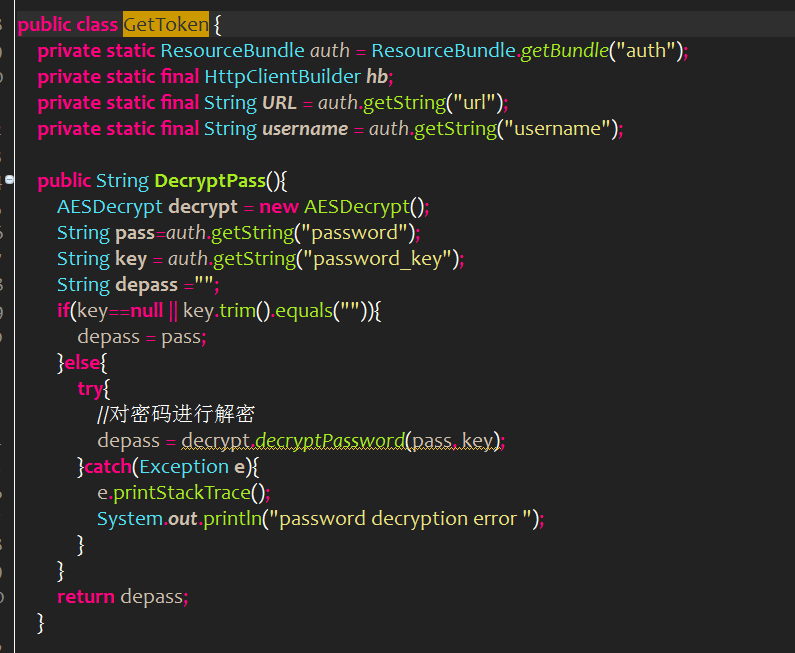 public class GetToken {
private static ResourceBundle auth = ResourceBundle.getBundle("auth");
private static final HttpClientBuilder hb;
private static final String URL = auth.getString("url");
private static final String username = auth.getString("username");
public String DecryptPass(){
AESDecrypt decrypt = new AESDecrypt();
String pass=auth.getString("password");
String key = auth.getString("password_key");
String depass ="";
if(key==null || key.trim().equals("")){
depass = pass;
}else{
try{
//对密码进行解密
depass = decrypt.decryptPassword(pass, key);
}catch(Exception e){
e.printStackTrace();
System.out.println("password decryption error ");
}
}
return depass;
}